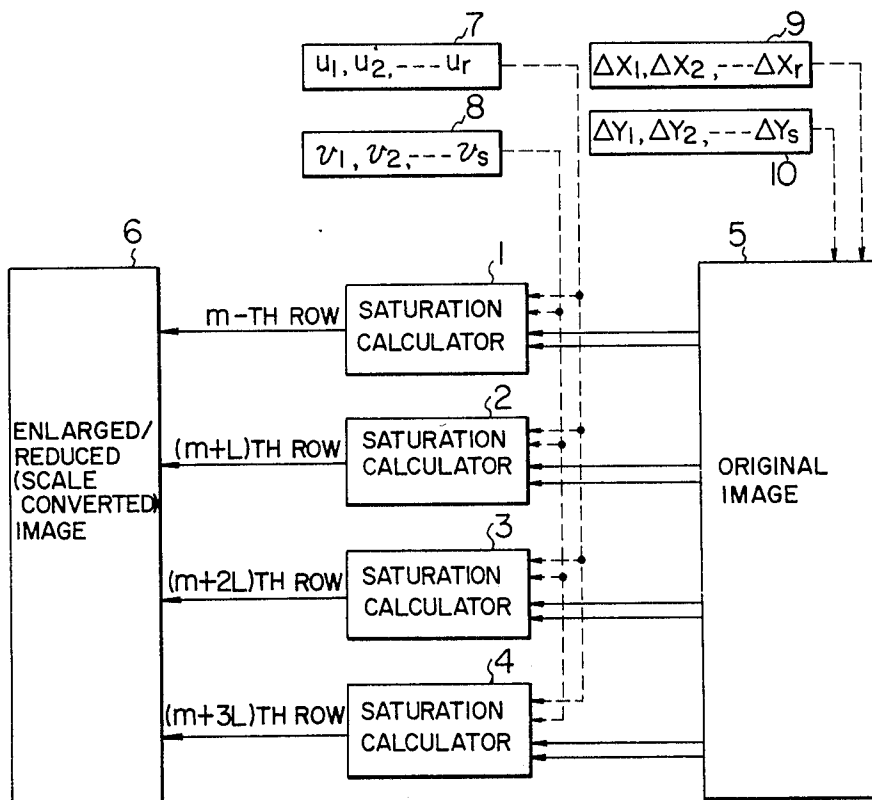 7
u₁, u₂, ---- uᵣ
9
ΔX₁, ΔX₂, ---ΔXᵣ
8
v₁, v₂, ---- vₛ
ΔY₁, ΔY₂, ---ΔYₛ
10
6
5
1
SATURATION
CALCULATOR
m-TH ROW
2
SATURATION
CALCULATOR
(m+L)TH ROW
ENLARGED/
REDUCED
(SCALE
CONVERTED)
IMAGE
ORIGINAL
IMAGE
3
SATURATION
CALCULATOR
(m+2L)TH ROW
4
SATURATION
CALCULATOR
(m+3L)TH ROW